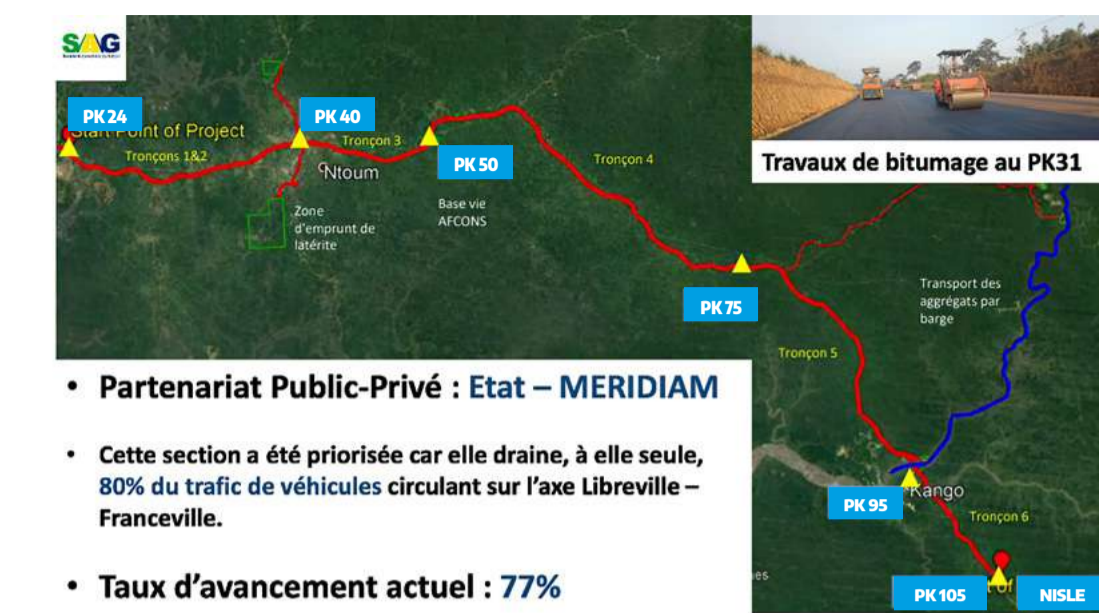 SAG
PK 24
Start Point of Project
Tronçons 1&2
PK 40
Tronçon 3
Ntoum
PK 50
Zone
d'emprunt de
latérite
Base vie
AFCONS
Tronçon 4
Travaux de bitumage au PK31
PK 75
Transport des
aggrégats par
barge
Tronçon 5
• Partenariat Public-Privé : Etat – MERIDIAM
• Cette section a été priorisée car elle draine, à elle seule,
80% du trafic de véhicules circulant sur l'axe Libreville –
Franceville.
• Taux d'avancement actuel : 77%
PK 95
Kango
Tronçon 6
PK 105
of
NISLE